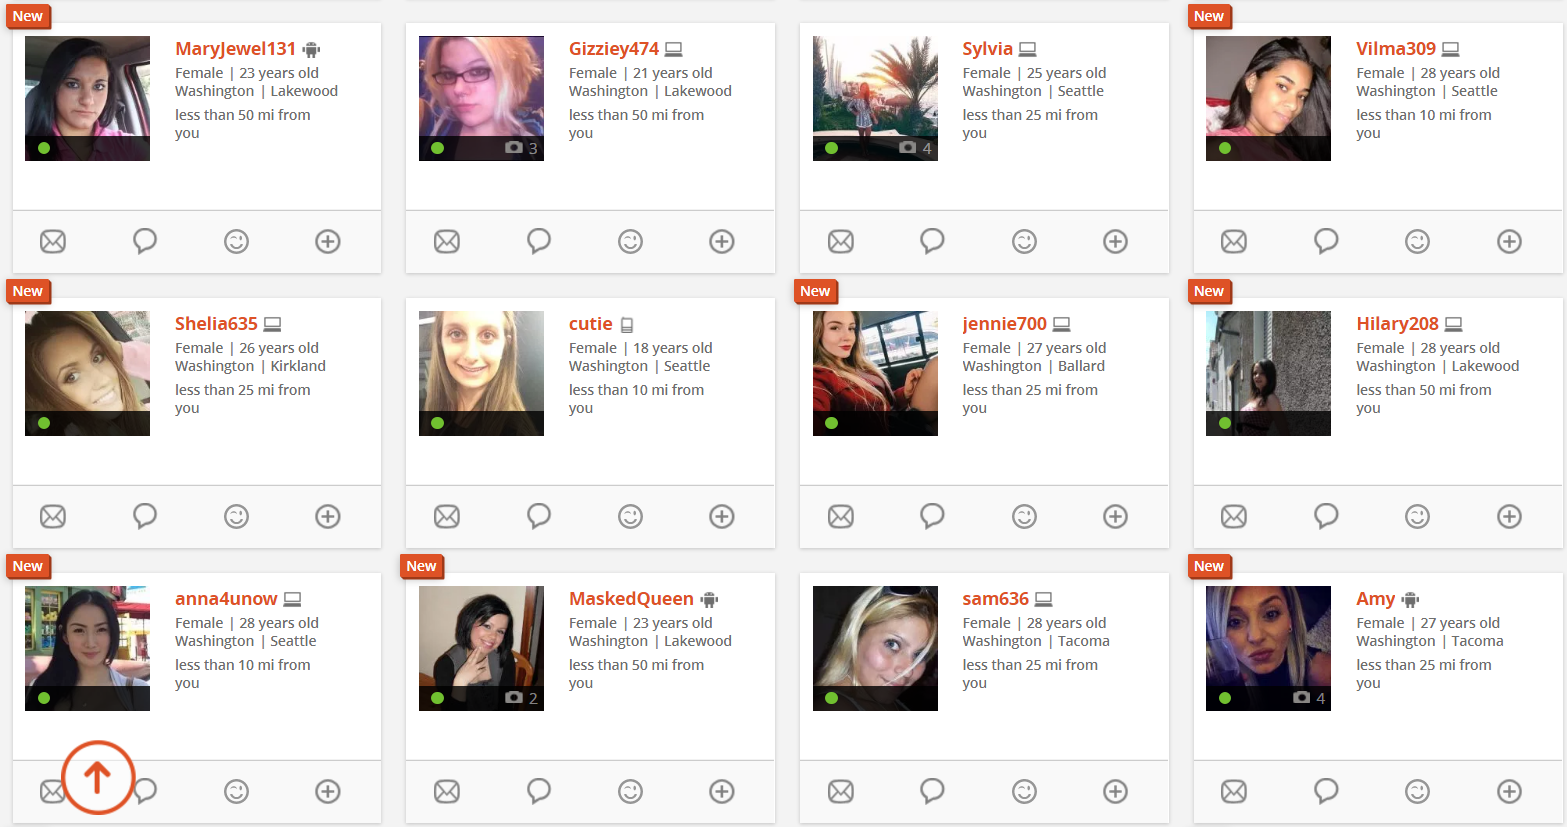 New
MaryJewel131
Female | 23 years old
Washington | Lakewood
less than 50 mi from
you
Gizziey474
Female | 21 years old
Washington | Lakewood
less than 50 mi from
you
3
Sylvia
Female | 25 years old
Washington | Seattle
less than 25 mi from
you
4
New
Vilma309
Female | 28 years old
Washington | Seattle
less than 10 mi from
you
New
Shelia635
Female | 26 years old
Washington | Kirkland
less than 25 mi from
you
cutie
Female | 18 years old
Washington | Seattle
less than 10 mi from
you
New
jennie700
Female | 27 years old
Washington | Ballard
less than 25 mi from
you
New
Hilary208
Female | 28 years old
Washington | Lakewood
less than 50 mi from
you
New
anna4unow
Female | 28 years old
Washington | Seattle
less than 10 mi from
you
New
MaskedQueen
Female | 23 years old
Washington | Lakewood
less than 50 mi from
you
2
sam636
Female | 28 years old
Washington | Tacoma
less than 25 mi from
you
New
Amy
Female | 27 years old
Washington | Tacoma
less than 25 mi from
you
4